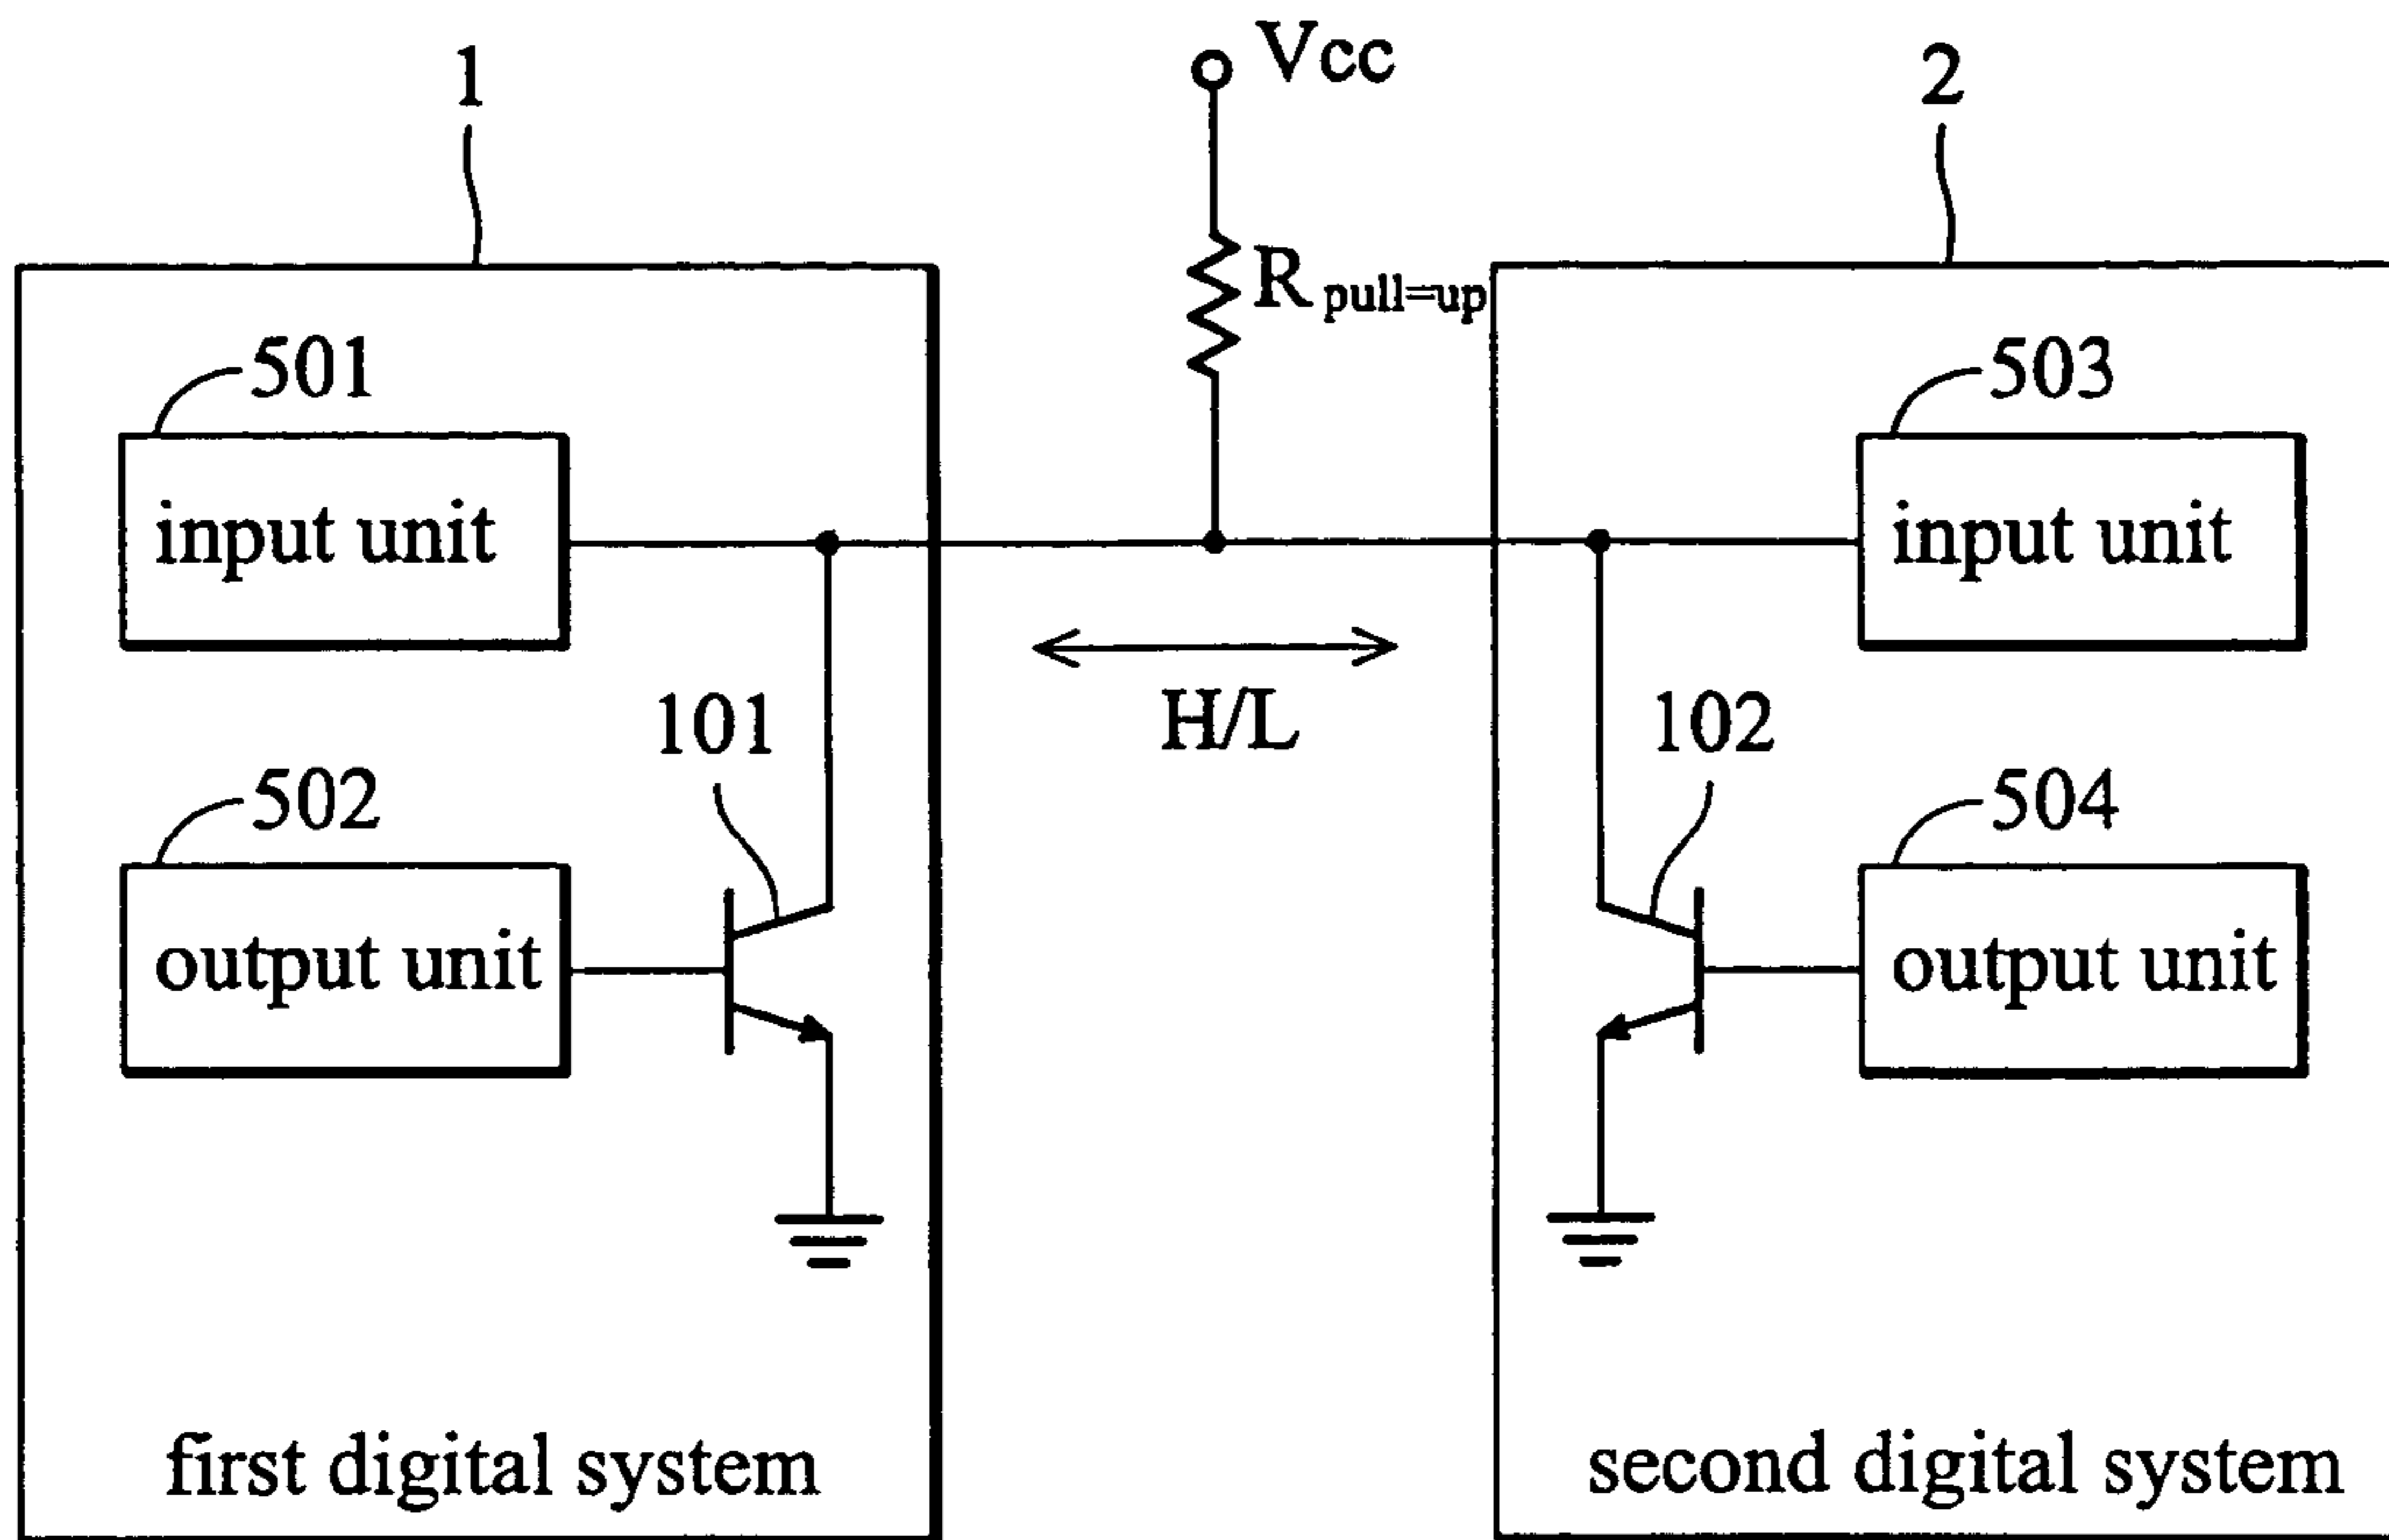 1
Vcc
2
R pull=up
501
503
input unit
input unit
H/L
101
102
502
504
output unit
output unit
first digital system
second digital system